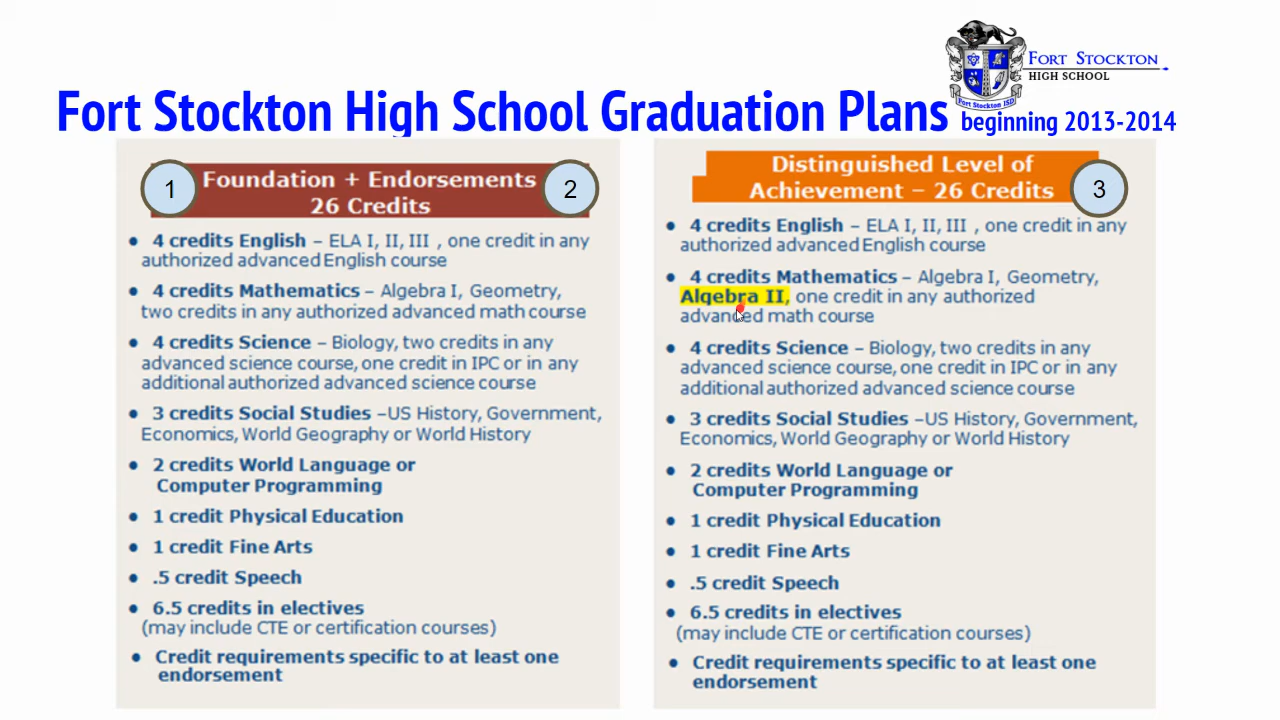 FORT STOCKTON
HIGH SCHOOL
Fort Stockton ISD
Fort Stockton High School Graduation Plans beginning 2013-2014
1
Foundation + Endorsements
26 Credits
2
• 4 credits English – ELA I, II, III , one credit in any
authorized advanced English course
• 4 credits Mathematics – Algebra I, Geometry,
two credits in any authorized advanced math course
• 4 credits Science – Biology, two credits in any
advanced science course, one credit in IPC or in any
additional authorized advanced science course
• 3 credits Social Studies –US History, Government,
Economics, World Geography or World History
• 2 credits World Language or
Computer Programming
• 1 credit Physical Education
• 1 credit Fine Arts
• .5 credit Speech
• 6.5 credits in electives
(may include CTE or certification courses)
• Credit requirements specific to at least one
endorsement
Distinguished Level of
Achievement – 26 Credits
3
• 4 credits English – ELA I, II, III , one credit in any
authorized advanced English course
• 4 credits Mathematics – Algebra I, Geometry,
Algebra II, one credit in any authorized
advanced math course
• 4 credits Science – Biology, two credits in any
advanced science course, one credit in IPC or in any
additional authorized advanced science course
• 3 credits Social Studies –US History, Government,
Economics, World Geography or World History
• 2 credits World Language or
Computer Programming
• 1 credit Physical Education
• 1 credit Fine Arts
• .5 credit Speech
• 6.5 credits in electives
(may include CTE or certification courses)
• Credit requirements specific to at least one
endorsement